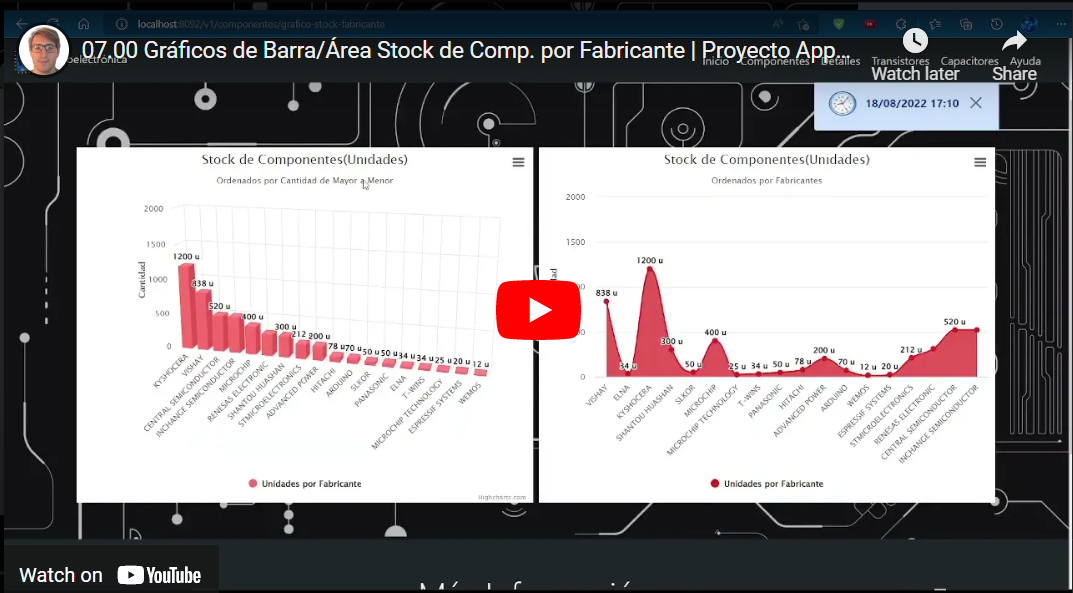 localhost:8092/v1/componentes/grafico-stock-fabricante
07.00 Gráficos de Barra/Área Stock de Comp. por Fabricante | Proyecto App...
oelectrónica
Inicio Componentes Detalles Transistores Capacitores Ayuda
Watch later Share
18/08/2022 17:10
Stock de Componentes(Unidades)
Ordenados por Cantidad de Mayor a Menor
2000
1500
1000
500
0
Cantidad
1200 u
838 u
520 u
400 u
300 u
212
200 u
78 u
70 u
50 u
50 u
34 u
34 u
25 u
20 u
12 u
KYSHOCERA
VISHAY
CENTRAL SEMICONDUCTOR
INCHANGE SEMICONDUCTOR
MICROCHIP
RENESAS ELECTRONIC
SHANTOU HUASHAN
STMICROELECTRONICS
ADVANCED POWER
HITACHI
ARDUINO
SLKOR
PANASONIC
ELNA
T-WINS
MICROCHIP TECHNOLOGY
ESPRESSIF SYSTEMS
WEMOS
Unidades por Fabricante
Highcharts.com
Stock de Componentes(Unidades)
Ordenados por Fabricantes
2000
1500
0
838 u
34 u
1200 u
300 u
50 u
400 u
25 u
34 u
50 u
78 u
200 u
70 u
12 u
20 u
212 u
520 u
VISHAY
ELNA
KYSHOCERA
SHANTOU HUASHAN
SLKOR
MICROCHIP
MICROCHIP TECHNOLOGY
T-WINS
PANASONIC
HITACHI
ADVANCED POWER
ARDUINO
WEMOS
ESPRESSIF SYSTEMS
STMICROELECTRONICS
RENESAS ELECTRONIC
CENTRAL SEMICONDUCTOR
INCHANGE SEMICONDUCTOR
Unidades por Fabricante
Watch on YouTube